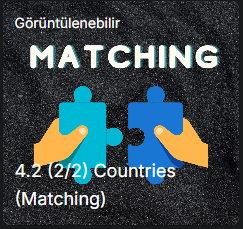 Görüntülenebilir
MATCHING
4.2 (2/2) Countries
(Matching)